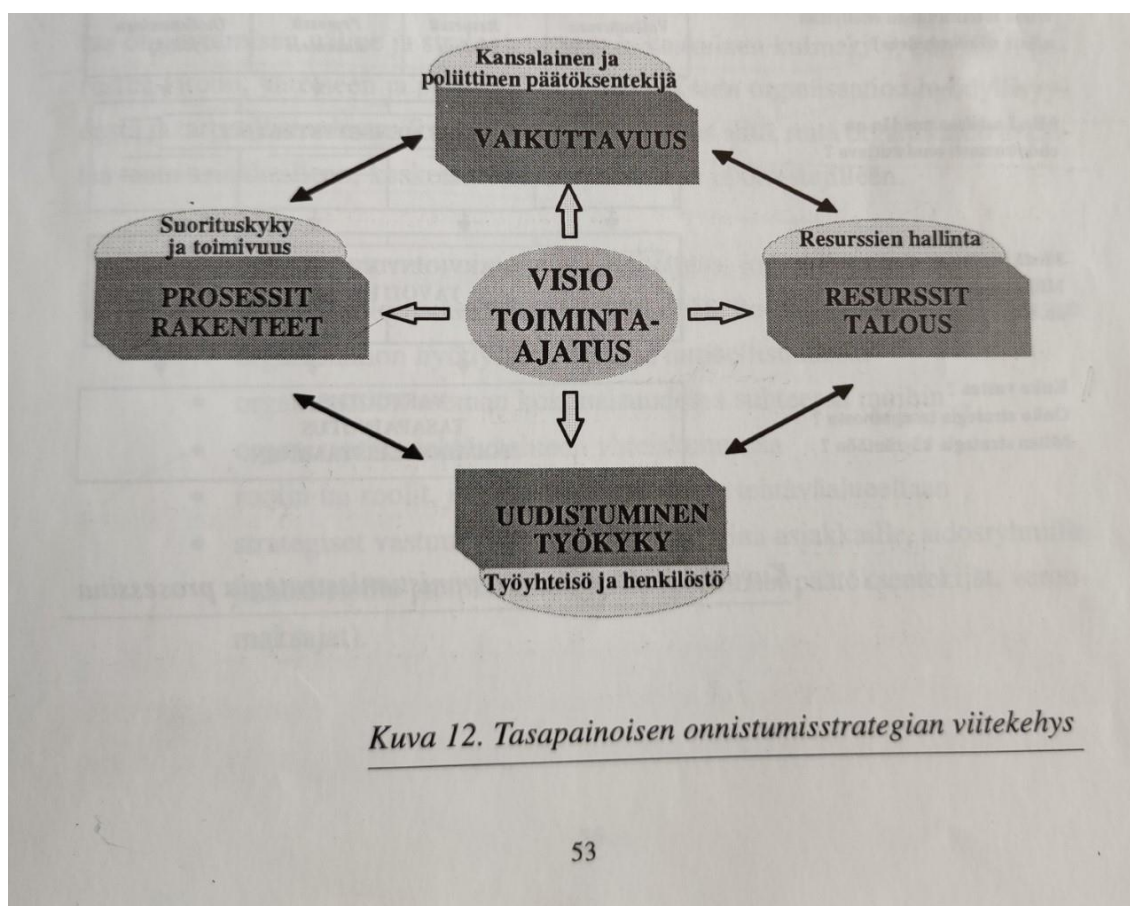 Kansalainen ja
poliittinen päätöksentekijä
VAIKUTTAVUUS
Suorituskyky
ja toimivuus
PROSESSIT
RAKENTEET
VISIO
TOIMINTA-
AJATUS
Resurssien hallinta
RESURSSIT
TALOUS
UUDISTUMINEN
TYÖKYKY
Työyhteisö ja henkilöstö
Kuva 12. Tasapainoisen onnistumisstrategian viitekehys
53